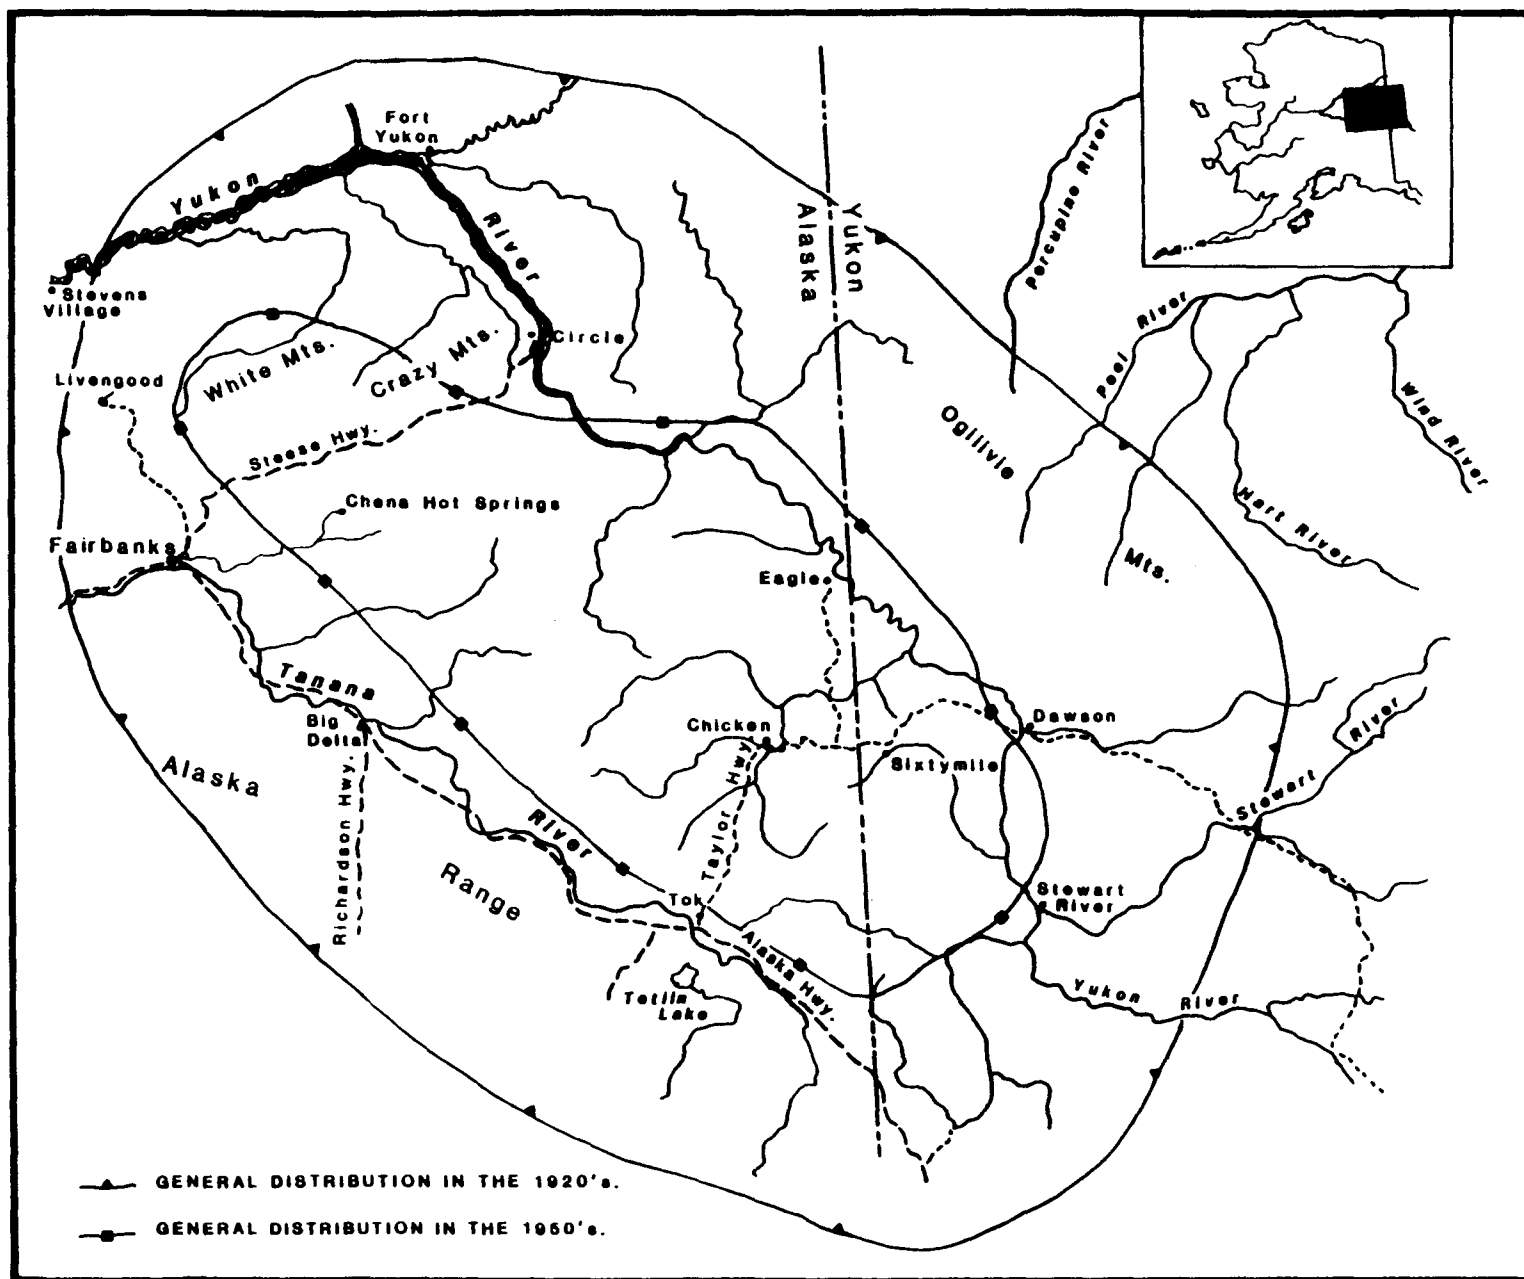 Fort
Yukon
Yukon
River
Stevens
Village
Circle
White Mts.
Crazy Mts.
Livengood
Steese Hwy.
Chena Hot Springs
Fairbanks
Alaska
Yukon
Porcupine River
Peel River
Ogilivie
Mts.
Wind River
Hart River
Eagle
Tanana
River
Big
Delta
Richardson Hwy.
Alaska
Range
Chicken
Taylor Hwy.
Sixtymile
Dawson
Stewart
River
Stewart
River
Tok
Alaska Hwy.
Tetlin
Lake
Yukon River
GENERAL DISTRIBUTION IN THE 1920's.
GENERAL DISTRIBUTION IN THE 1950's.